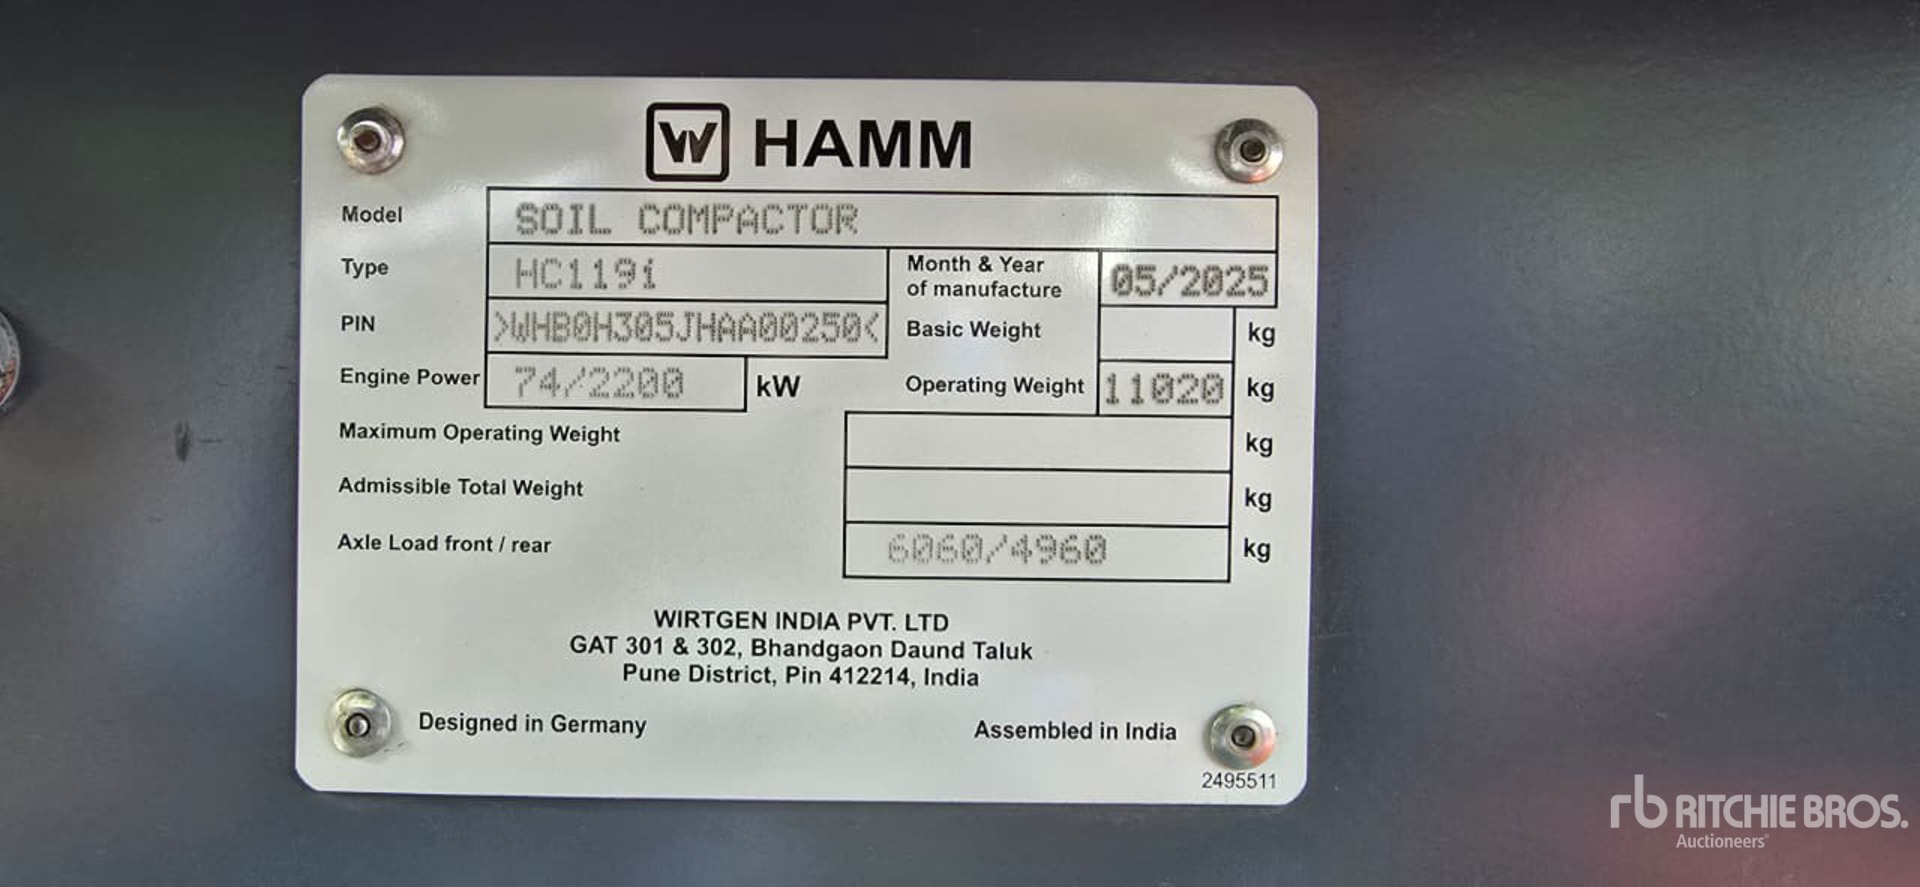 W HAMM
Model SOIL COMPACTOR
Type HC119i Month & Year of manufacture 05/2025
PIN >WHB0H305JHAA00250< Basic Weight kg
Engine Power 74/2200 kW Operating Weight 11020 kg
Maximum Operating Weight kg
Admissible Total Weight kg
Axle Load front / rear 6060/4960 kg
WIRTGEN INDIA PVT. LTD
GAT 301 & 302, Bhandgaon Daund Taluk
Pune District, Pin 412214, India
Designed in Germany Assembled in India
2495511
rb RITCHIE BROS.
Auctioneers®